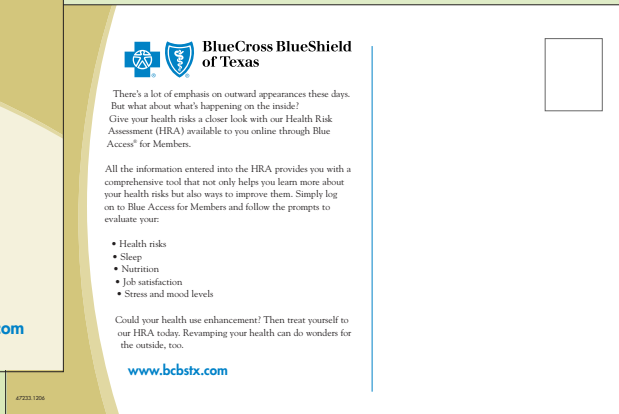 BlueCross BlueShield
of Texas
There's a lot of emphasis on outward appearances these days.
But what about what's happening on the inside?
Give your health risks a closer look with our Health Risk
Assessment (HRA) available to you online through Blue
Access® for Members.
All the information entered into the HRA provides you with a
comprehensive tool that not only helps you learn more about
your health risks but also ways to improve them. Simply log
on to Blue Access for Members and follow the prompts to
evaluate your:
• Health risks
• Sleep
• Nutrition
• Job satisfaction
• Stress and mood levels
Could your health use enhancement? Then treat yourself to
our HRA today. Revamping your health can do wonders for
the outside, too.
www.bcbstx.com
om
47233.1206